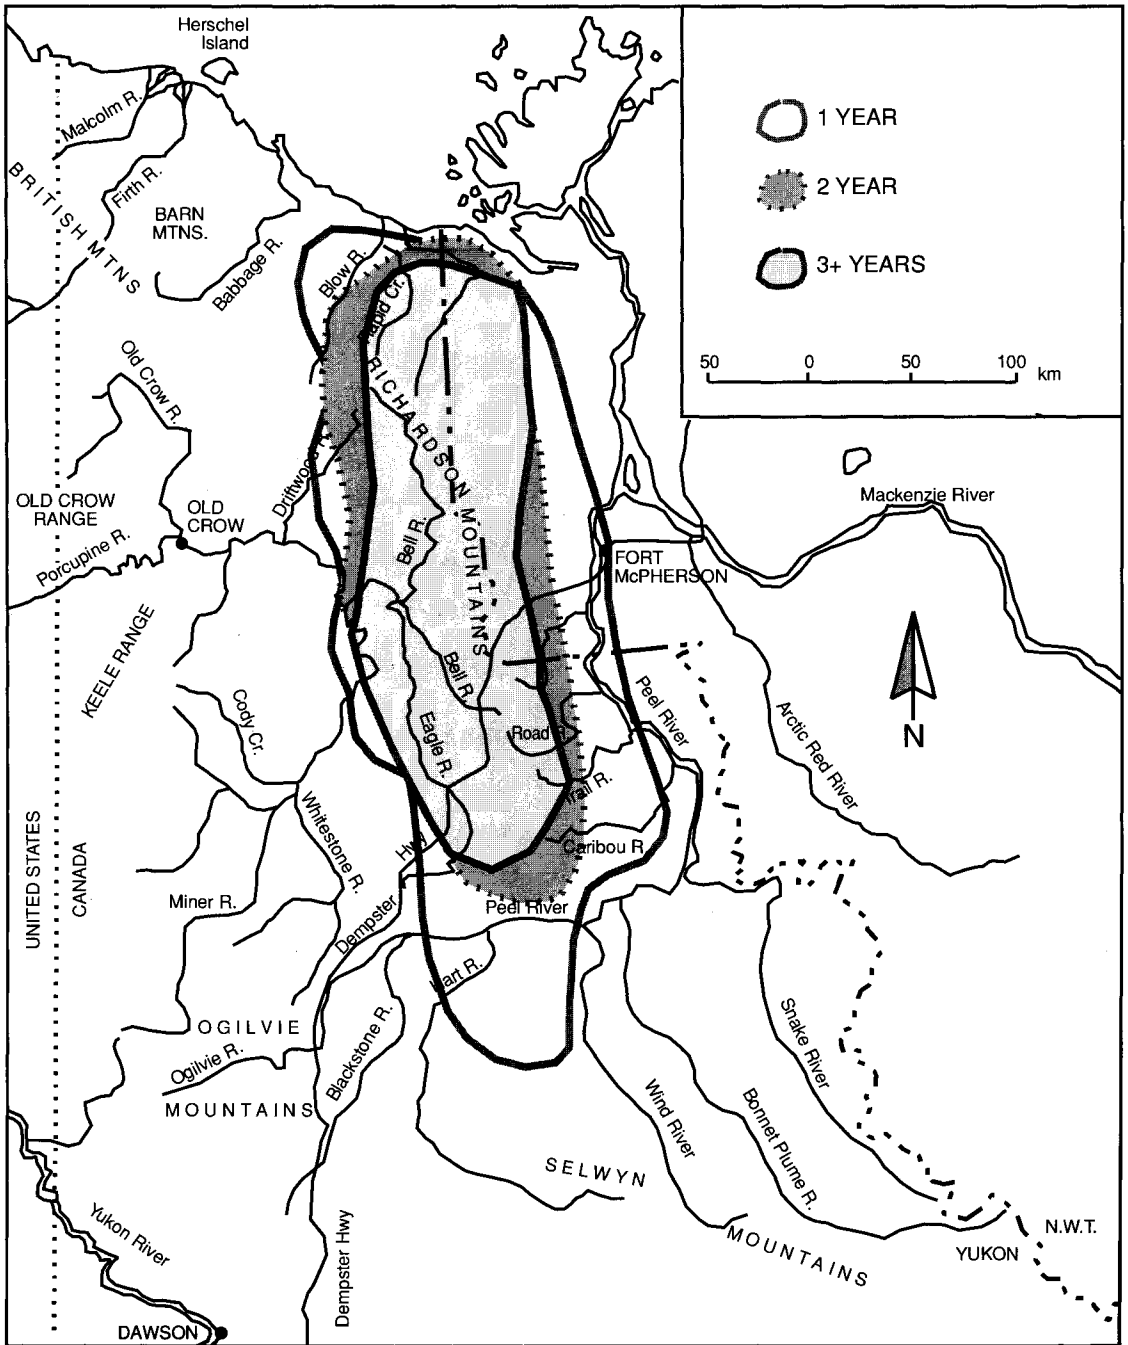 Herschel
Island
Malcolm R.
Firth R.
BRITISH MTNS
BARN
MTNS.
Babbage R.
Blow R.
Rapid Cr.
1 YEAR
2 YEAR
3+ YEARS
50 0 50 100 km
Old Crow R.
RICHARDSON MOUNTAINS
Driftwood R.
OLD CROW
RANGE
OLD
CROW
Porcupine R.
Bell R.
Mackenzie River
FORT
McPHERSON
KEELE RANGE
Bell R.
Cody Cr.
Eagle R.
Road R.
Peel River
Arctic Red River
N
Trail R.
Whitestone R.
Hwy
Caribou R
UNITED STATES
CANADA
Miner R.
Dempster
Peel River
Hart R.
OGILVIE
Ogilvie R.
Blackstone R.
MOUNTAINS
Snake River
Wind River
Bonnet Plume R.
SELWYN
MOUNTAINS
Yukon River
Dempster Hwy
N.W.T.
YUKON
DAWSON